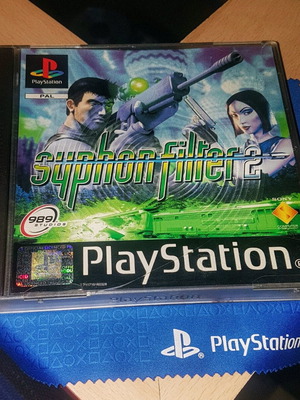 PlayStation
PAL
syphon filter 2
989
STUDIOS
SONY
PlayStation
PlayStation